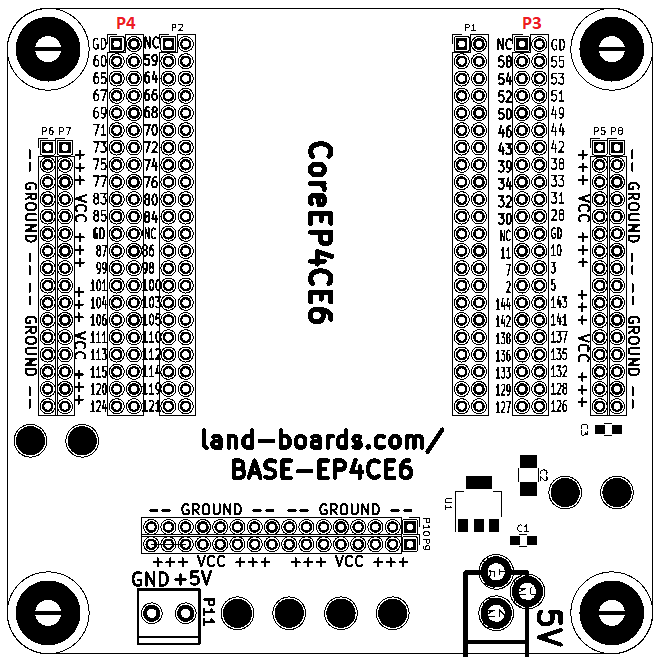 P4 P2 P1 P3
GD NC NC GD
60 59 58 55
65 64 54 53
67 66 52 51
69 68 50 49
71 70 46 44
73 72 43 42
75 74 39 38
77 76 34 33
83 80 32 31
85 84 30 28
GD NC NC GD
87 86 11 10
99 98 7 3
101 100 2 5
104 103 144 143
106 105 142 141
111 110 138 137
113 112 136 135
115 114 133 132
120 119 129 128
124 121 127 126
P6 P7
-- GROUND -- -- GROUND --
+++ VCC +++ +++ VCC +++
CoreEP4CE6
P5 P8
+++ VCC +++ +++ VCC +++
-- GROUND -- -- GROUND --
land-boards.com/
BASE-EP4CE6
C3
C2
U1
C1
-- GROUND -- -- GROUND --
P10 P9
+++ VCC +++ +++ VCC +++
GND +5V
P11
5V